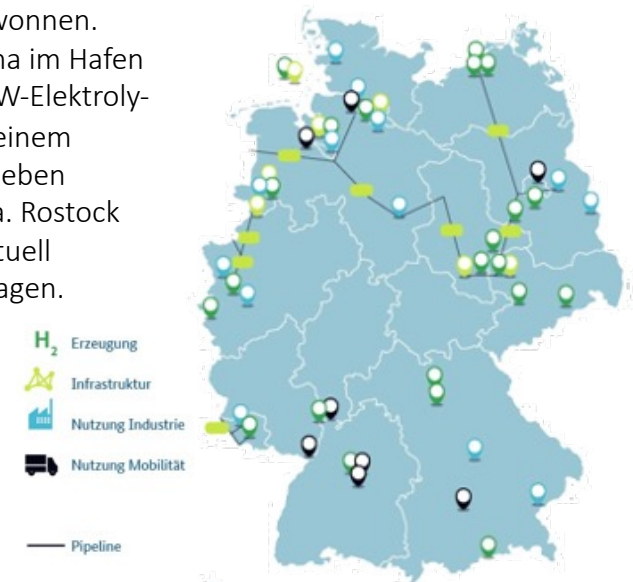 wonnen.
na im Hafen
W-Elektroly-
einem
eben
a. Rostock
tuell
agen.
H₂ Erzeugung
Infrastruktur
Nutzung Industrie
Nutzung Mobilität
Pipeline